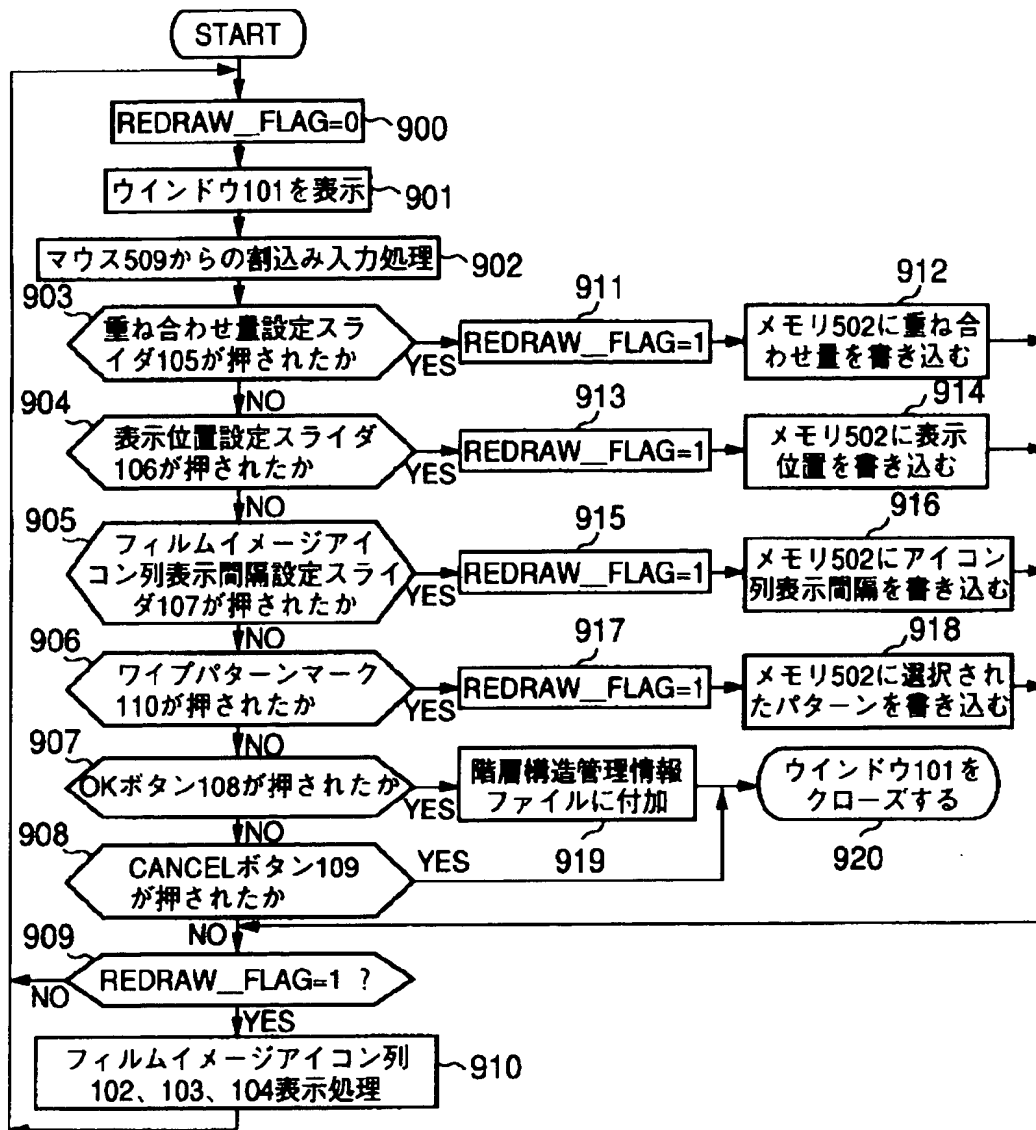 START
REDRAW__FLAG=0
900
ウインドウ101を表示
901
マウス509からの割込み入力処理
902
903
重ね合わせ量設定スラ
イダ105が押されたか
YES
NO
911
REDRAW__FLAG=1
912
メモリ502に重ね合
わせ量を書き込む
904
表示位置設定スライダ
106が押されたか
YES
NO
913
REDRAW__FLAG=1
914
メモリ502に表示
位置を書き込む
905
フィルムイメージアイ
コン列表示間隔設定スライ
ダ107が押されたか
YES
NO
915
REDRAW__FLAG=1
916
メモリ502にアイコン
列表示間隔を書き込む
906
ワイプパターンマーク
110が押されたか
YES
NO
917
REDRAW__FLAG=1
918
メモリ502に選択され
たパターンを書き込む
907
OKボタン108が押されたか
YES
NO
階層構造管理情報
ファイルに付加
919
ウインドウ101を
クローズする
920
908
CANCELボタン109
が押されたか
YES
NO
909
REDRAW__FLAG=1 ?
NO
YES
フィルムイメージアイコン列
102、103、104表示処理
910